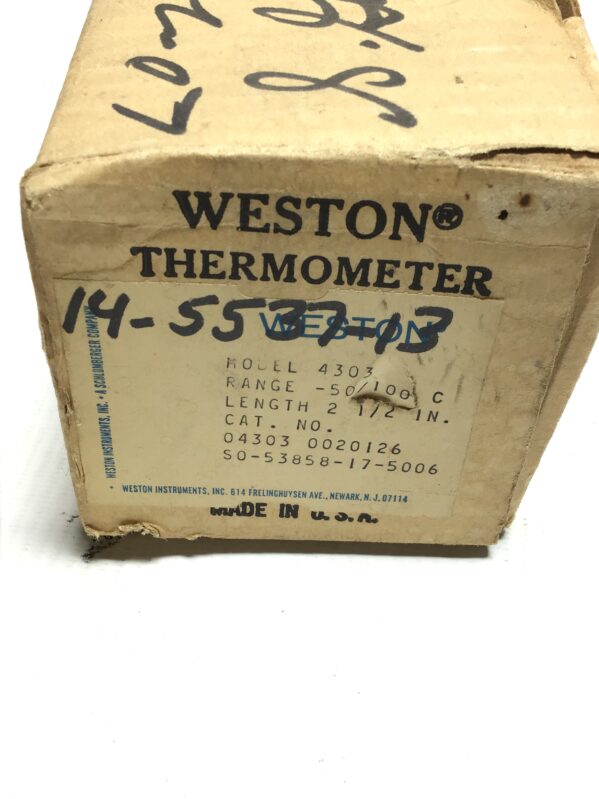 WESTON®
THERMOMETER
14-5537-13
WESTON
MODEL 4303
RANGE -50/100 C
LENGTH 2 1/2 IN.
CAT. NO.
04303 0020126
SO-53858-17-5006
WESTON INSTRUMENTS, INC. • A SCHLUMBERGER COMPANY
• WESTON INSTRUMENTS, INC. 614 FRELINGHUYSEN AVE., NEWARK, N.J. 07114
MADE IN U.S.A.